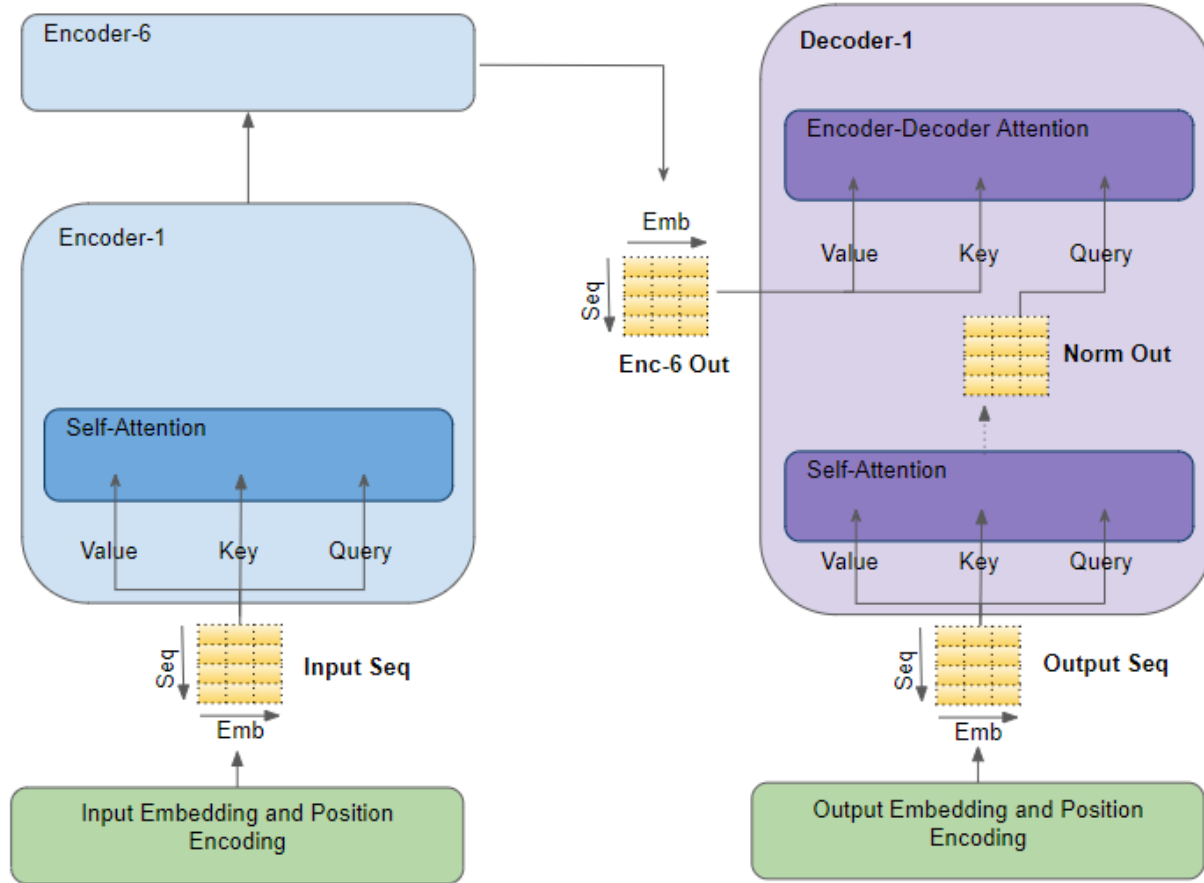 Encoder-6
Encoder-1
Self-Attention
Value Key Query
Seq
Input Seq
Emb
Input Embedding and Position
Encoding
Emb
Seq
Enc-6 Out
Decoder-1
Encoder-Decoder Attention
Value Key Query
Norm Out
Self-Attention
Value Key Query
Seq
Output Seq
Emb
Output Embedding and Position
Encoding